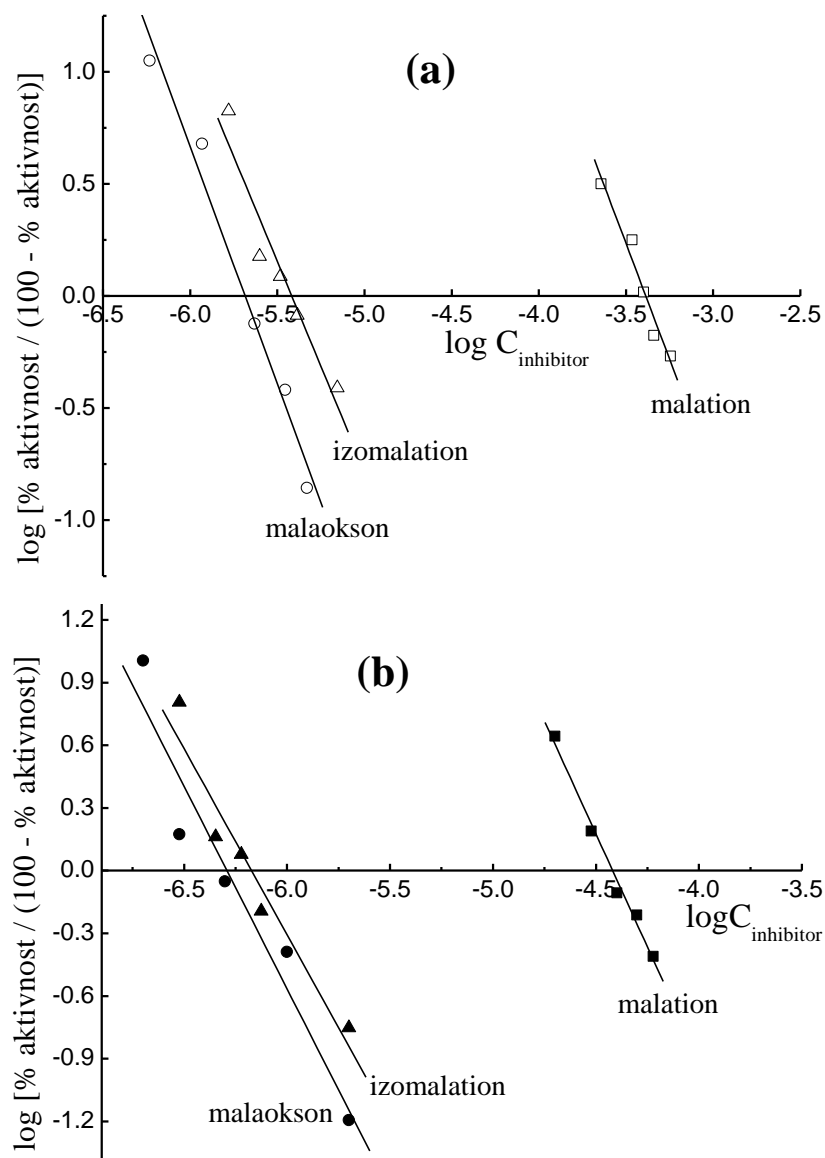 (a)
1.0
0.5
0.0
-0.5
-1.0
-6.5 -6.0 -5.5 -5.0 -4.5 -4.0 -3.5 -3.0 -2.5
log C inhibitor
malation
izomalation
malaokson
log [% aktivnost / (100 - % aktivnost)]
(b)
1.2
0.9
0.6
0.3
0.0
-0.3
-0.6
-0.9
-1.2
-6.5 -6.0 -5.5 -5.0 -4.5 -4.0 -3.5
logC inhibitor
malation
izomalation
malaokson
log [% aktivnost / (100 - % aktivnost)]